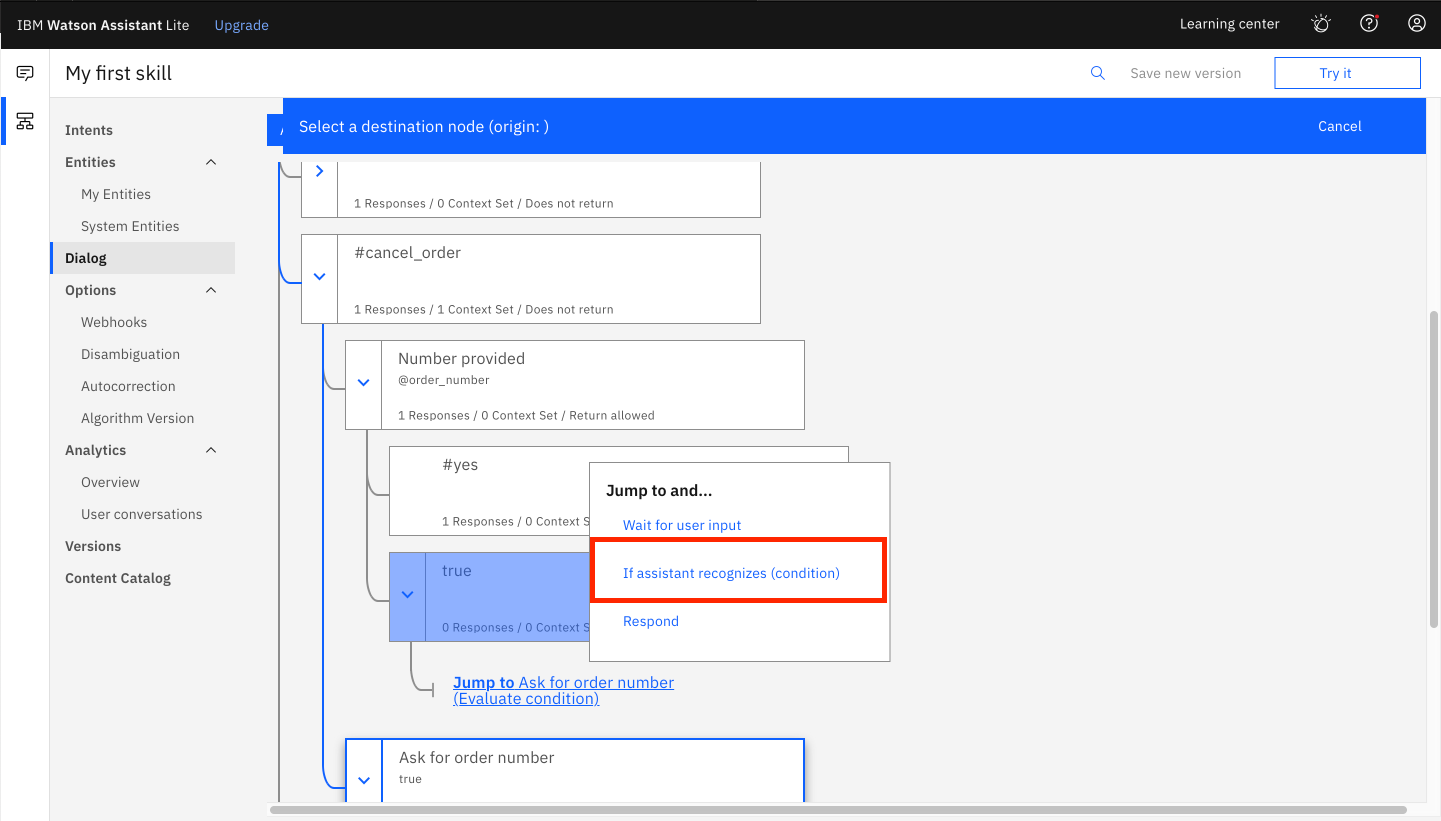 IBM Watson Assistant Lite
Upgrade
Learning center
My first skill
Save new version
Try it
Intents
Entities
My Entities
System Entities
Dialog
Options
Webhooks
Disambiguation
Autocorrection
Algorithm Version
Analytics
Overview
User conversations
Versions
Content Catalog
Select a destination node (origin: )
Cancel
1 Responses / 0 Context Set / Does not return
#cancel_order
1 Responses / 1 Context Set / Does not return
Number provided
@order_number
1 Responses / 0 Context Set / Return allowed
#yes
1 Responses / 0 Context S
true
0 Responses / 0 Context S
Jump to and...
Wait for user input
If assistant recognizes (condition)
Respond
Jump to Ask for order number
(Evaluate condition)
Ask for order number
true